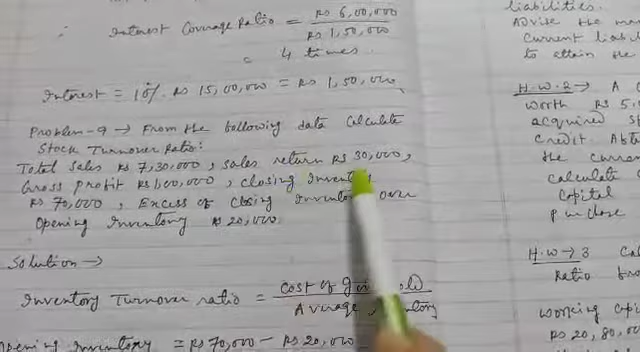 ∴ Interest Coverage Ratio = Rs 6,00,000
Rs 1,50,000
= 4 times.
Interest = 10% Rs 15,00,000 = Rs 1,50,000
Problem-9 → From the following data Calculate
Stock Turnover Ratio:
Total Sales Rs 7,30,000, Sales return Rs 30,000,
Gross profit Rs 1,00,000, Closing Inventory
Rs 70,000, Excess of Closing Inventory over
Opening Inventory Rs 20,000
Solution →
Inventory Turnover ratio = Cost of
Average
Opening Inventory = Rs 70,000 - Rs 20,000
liabilities.
Advise the
Current
to attain the
H.W-2 → A
worth Rs 5,
acquired
credit.
the current
calculate
Capital
H.W → 3
Ratio
working
Rs 20,80,0